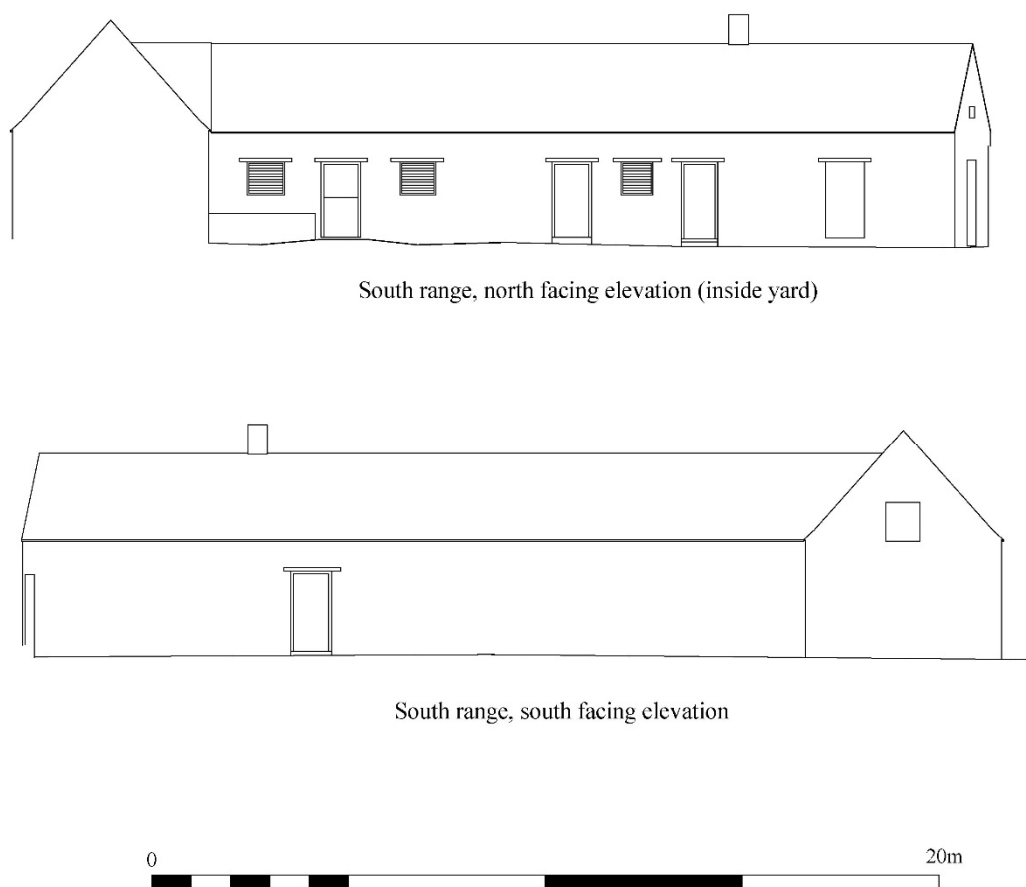 South range, north facing elevation (inside yard)
South range, south facing elevation
0 20m